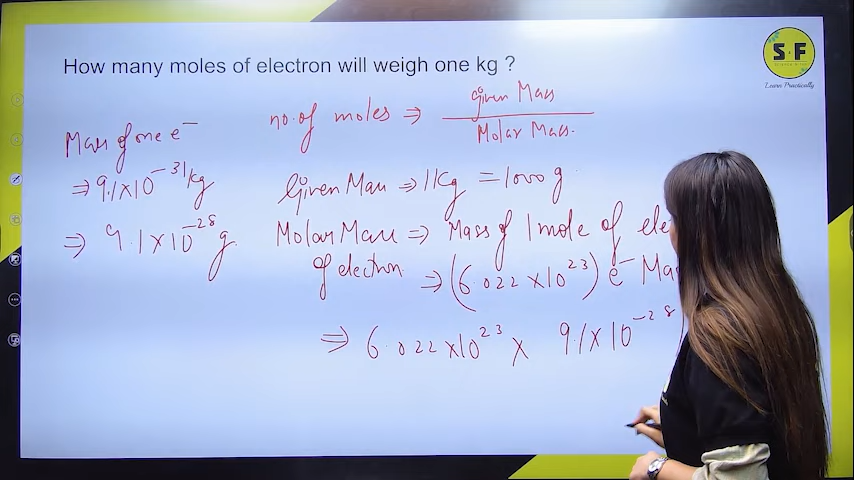 How many moles of electron will weigh one kg ?
S F
Learn Practically
no. of moles ⇒ Given Mass
Molar Mass.
Mass of one e⁻
⇒ 9.1×10⁻³¹ kg
⇒ 9.1×10⁻²⁸ g.
Given Mass ⇒ 1Kg = 1000 g
Molar Mass ⇒ Mass of 1 mole of ele
of electron. ⇒ (6.022×10²³) e⁻ Mas
⇒ 6.022×10²³ × 9.1×10⁻²⁸